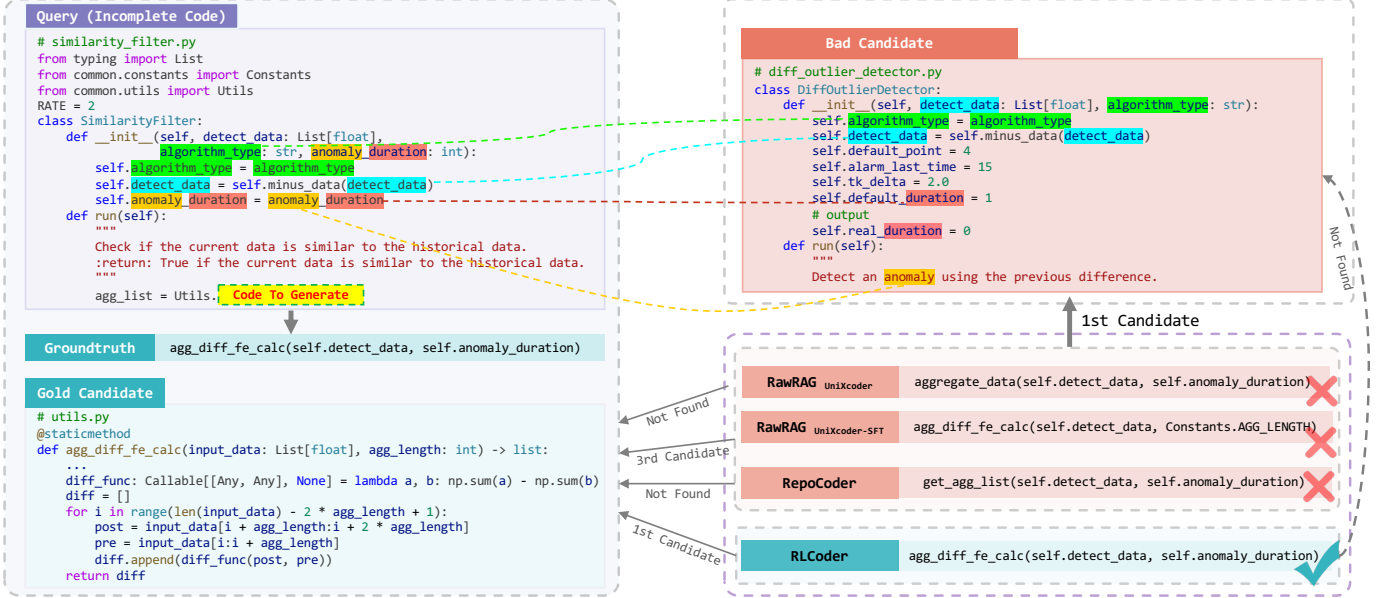 Query (Incomplete Code)
# similarity_filter.py
from typing import List
from common.constants import Constants
from common.utils import Utils
RATE = 2
class SimilarityFilter:
def __init__(self, detect_data: List[float],
algorithm_type: str, anomaly_duration: int):
self.algorithm_type = algorithm_type
self.detect_data = self.minus_data(detect_data)
self.anomaly_duration = anomaly_duration
def run(self):
"""
Check if the current data is similar to the historical data.
:return: True if the current data is similar to the historical data.
"""
agg_list = Utils. Code To Generate
Groundtruth agg_diff_fe_calc(self.detect_data, self.anomaly_duration)
Gold Candidate
# utils.py
@staticmethod
def agg_diff_fe_calc(input_data: List[float], agg_length: int) -> list:
...
diff_func: Callable[[Any, Any], None] = lambda a, b: np.sum(a) - np.sum(b)
diff = []
for i in range(len(input_data) - 2 * agg_length + 1):
post = input_data[i + agg_length:i + 2 * agg_length]
pre = input_data[i:i + agg_length]
diff.append(diff_func(post, pre))
return diff
Bad Candidate
# diff_outlier_detector.py
class DiffOutlierDetector:
def __init__(self, detect_data: List[float], algorithm_type: str):
self.algorithm_type = algorithm_type
self.detect_data = self.minus_data(detect_data)
self.default_point = 4
self.alarm_last_time = 15
self.tk_delta = 2.0
self.default_duration = 1
# output
self.real_duration = 0
def run(self):
"""
Detect an anomaly using the previous difference.
Not Found
1st Candidate
RawRAG UniXcoder aggregate_data(self.detect_data, self.anomaly_duration)
Not Found
RawRAG UniXcoder-SFT agg_diff_fe_calc(self.detect_data, Constants.AGG_LENGTH)
3rd Candidate
RepoCoder get_agg_list(self.detect_data, self.anomaly_duration)
Not Found
RLCoder agg_diff_fe_calc(self.detect_data, self.anomaly_duration)
1st Candidate